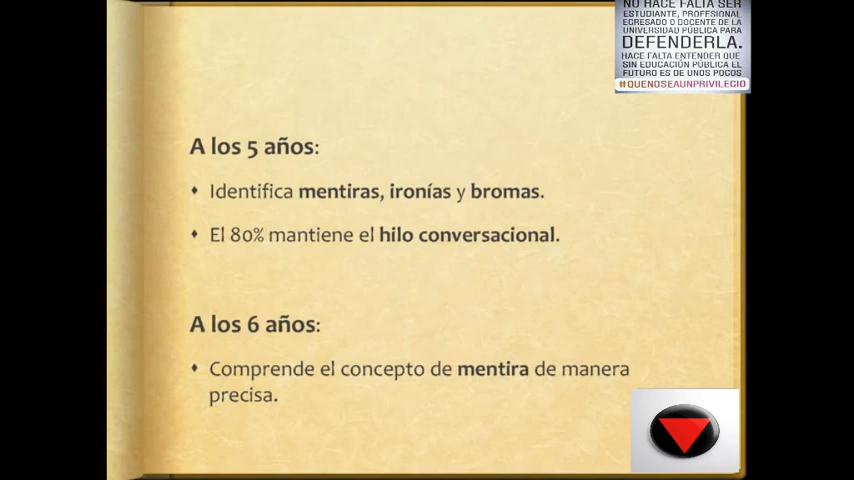 NO HACE FALTA SER
ESTUDIANTE, PROFESIONAL
EGRESADO O DOCENTE DE LA
UNIVERSIDAD PÚBLICA PARA
DEFENDERLA.
HACE FALTA ENTENDER QUE
SIN EDUCACIÓN PÚBLICA EL
FUTURO ES DE UNOS POCOS
#QUENOSEAUNPRIVILEGIO
A los 5 años:
Identifica mentiras, ironías y bromas.
El 80% mantiene el hilo conversacional.
A los 6 años:
Comprende el concepto de mentira de manera
precisa.